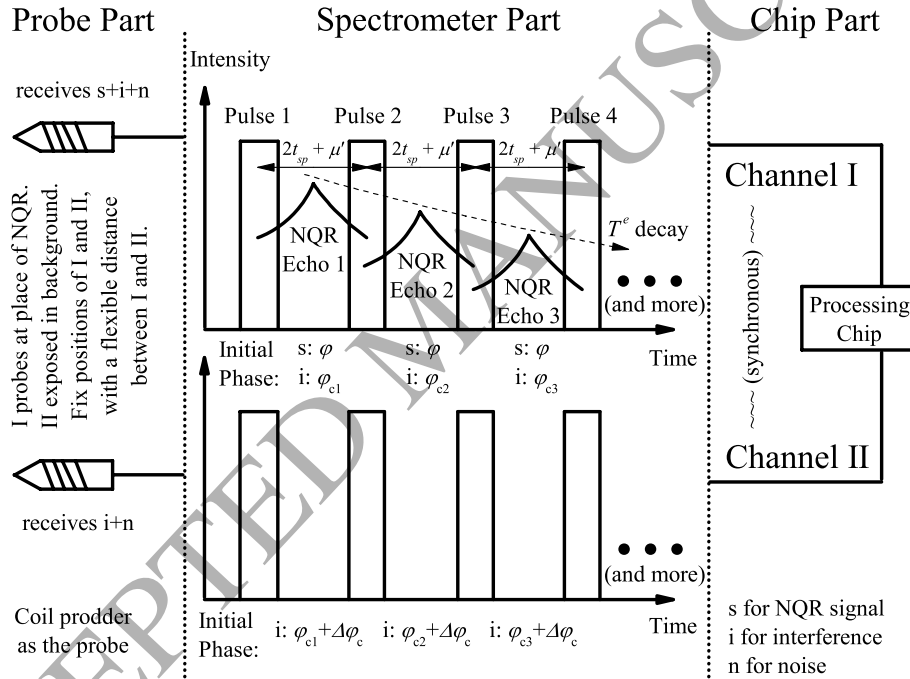 Probe Part
Spectrometer Part
Chip Part
receives s+i+n
I probes at place of NQR.
II exposed in background.
Fix positions of I and II,
with a flexible distance
between I and II.
receives i+n
Coil prodder
as the probe
Intensity
Pulse 1 Pulse 2 Pulse 3 Pulse 4
2t_sp + μ' 2t_sp + μ' 2t_sp + μ'
NQR
Echo 1
NQR
Echo 2
NQR
Echo 3
T^e decay
(and more)
Time
Initial
Phase:
s: φ s: φ s: φ
i: φ_c1 i: φ_c2 i: φ_c3
(and more)
Time
Initial
Phase:
i: φ_c1+Δφ_c i: φ_c2+Δφ_c i: φ_c3+Δφ_c
Channel I
~~~~ (synchronous) ~~~~
Processing
Chip
Channel II
s for NQR signal
i for interference
n for noise
EPTED MANUSC